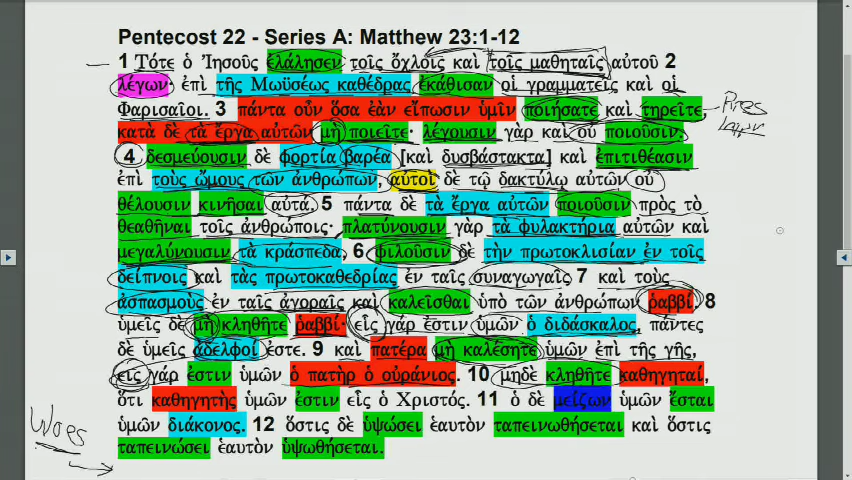 Pentecost 22 - Series A: Matthew 23:1-12
1 Τότε ὁ Ἰησοῦς ἐλάλησεν τοῖς ὄχλοις καὶ τοῖς μαθηταῖς αὐτοῦ 2
λέγων· ἐπὶ τῆς Μωϋσέως καθέδρας ἐκάθισαν οἱ γραμματεῖς καὶ οἱ
Φαρισαῖοι. 3 πάντα οὖν ὅσα ἐὰν εἴπωσιν ὑμῖν ποιήσατε καὶ τηρεῖτε,
κατὰ δὲ τὰ ἔργα αὐτῶν μὴ ποιεῖτε· λέγουσιν γὰρ καὶ οὐ ποιοῦσιν.
4 δεσμεύουσιν δὲ φορτία βαρέα [καὶ δυσβάστακτα] καὶ ἐπιτιθέασιν
ἐπὶ τοὺς ὤμους τῶν ἀνθρώπων, αὐτοὶ δὲ τῷ δακτύλῳ αὐτῶν οὐ
θέλουσιν κινῆσαι αὐτά. 5 πάντα δὲ τὰ ἔργα αὐτῶν ποιοῦσιν πρὸς τὸ
θεαθῆναι τοῖς ἀνθρώποις· πλατύνουσιν γὰρ τὰ φυλακτήρια αὐτῶν καὶ
μεγαλύνουσιν τὰ κράσπεδα, 6 φιλοῦσιν δὲ τὴν πρωτοκλισίαν ἐν τοῖς
δείπνοις καὶ τὰς πρωτοκαθεδρίας ἐν ταῖς συναγωγαῖς 7 καὶ τοὺς
ἀσπασμοὺς ἐν ταῖς ἀγοραῖς καὶ καλεῖσθαι ὑπὸ τῶν ἀνθρώπων ῥαββί. 8
ὑμεῖς δὲ μὴ κληθῆτε ῥαββί· εἷς γάρ ἐστιν ὑμῶν ὁ διδάσκαλος, πάντες
δὲ ὑμεῖς ἀδελφοί ἐστε. 9 καὶ πατέρα μὴ καλέσητε ὑμῶν ἐπὶ τῆς γῆς,
εἷς γάρ ἐστιν ὑμῶν ὁ πατὴρ ὁ οὐράνιος. 10 μηδὲ κληθῆτε καθηγηταί,
ὅτι καθηγητὴς ὑμῶν ἐστιν εἷς ὁ Χριστός. 11 ὁ δὲ μείζων ὑμῶν ἔσται
ὑμῶν διάκονος. 12 ὅστις δὲ ὑψώσει ἑαυτὸν ταπεινωθήσεται καὶ ὅστις
ταπεινώσει ἑαυτὸν ὑψωθήσεται.
Pres
Woes